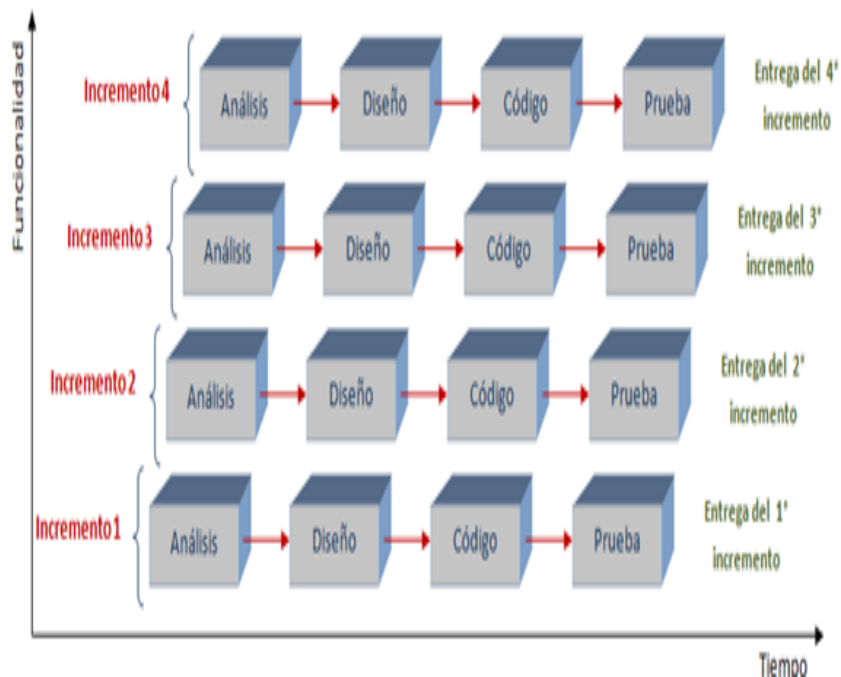 Funcionalidad
Incremento 4
Análisis
Diseño
Código
Prueba
Entrega del 4°
incremento
Incremento 3
Análisis
Diseño
Código
Prueba
Entrega del 3°
incremento
Incremento 2
Análisis
Diseño
Código
Prueba
Entrega del 2°
incremento
Incremento 1
Análisis
Diseño
Código
Prueba
Entrega del 1°
incremento
Tiempo